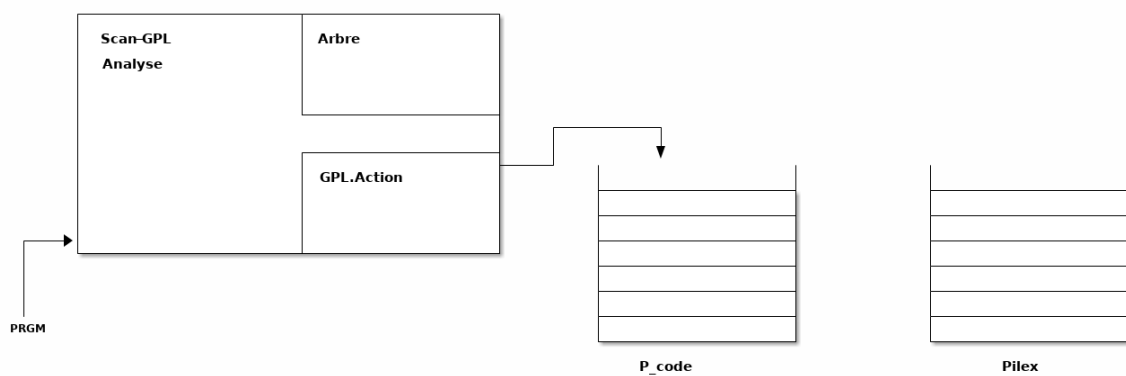 Scan-GPL
Analyse
Arbre
GPL.Action
PRGM
P_code
Pilex